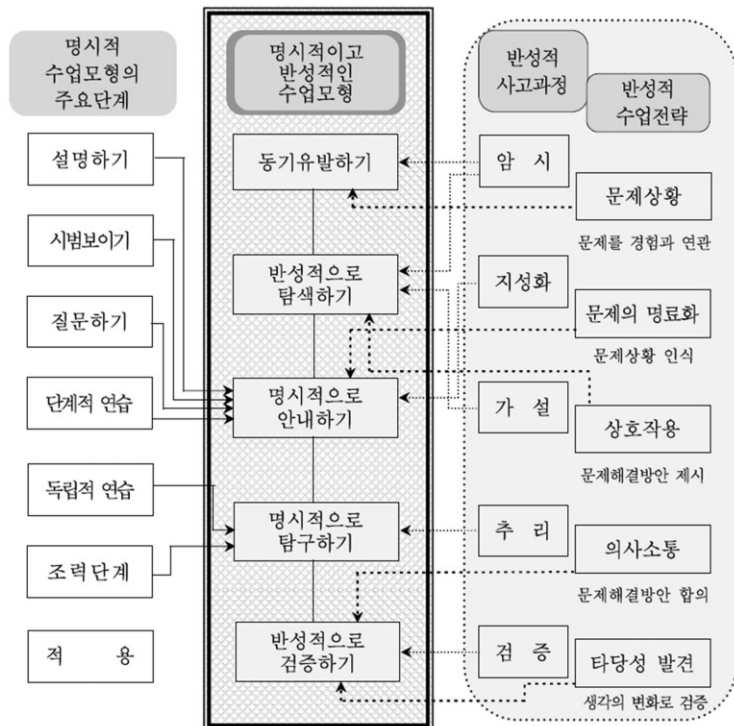 명시적
수업모형의
주요단계
설명하기
시범보이기
질문하기
단계적 연습
독립적 연습
조력단계
적 용
명시적이고
반성적인
수업모형
동기유발하기
반성적으로
탐색하기
명시적으로
안내하기
명시적으로
탐구하기
반성적으로
검증하기
반성적
사고과정
암 시
지성화
가 설
추 리
검 증
반성적
수업전략
문제상황
문제를 경험과 연관
문제의 명료화
문제상황 인식
상호작용
문제해결방안 제시
의사소통
문제해결방안 합의
타당성 발견
생각의 변화로 검증